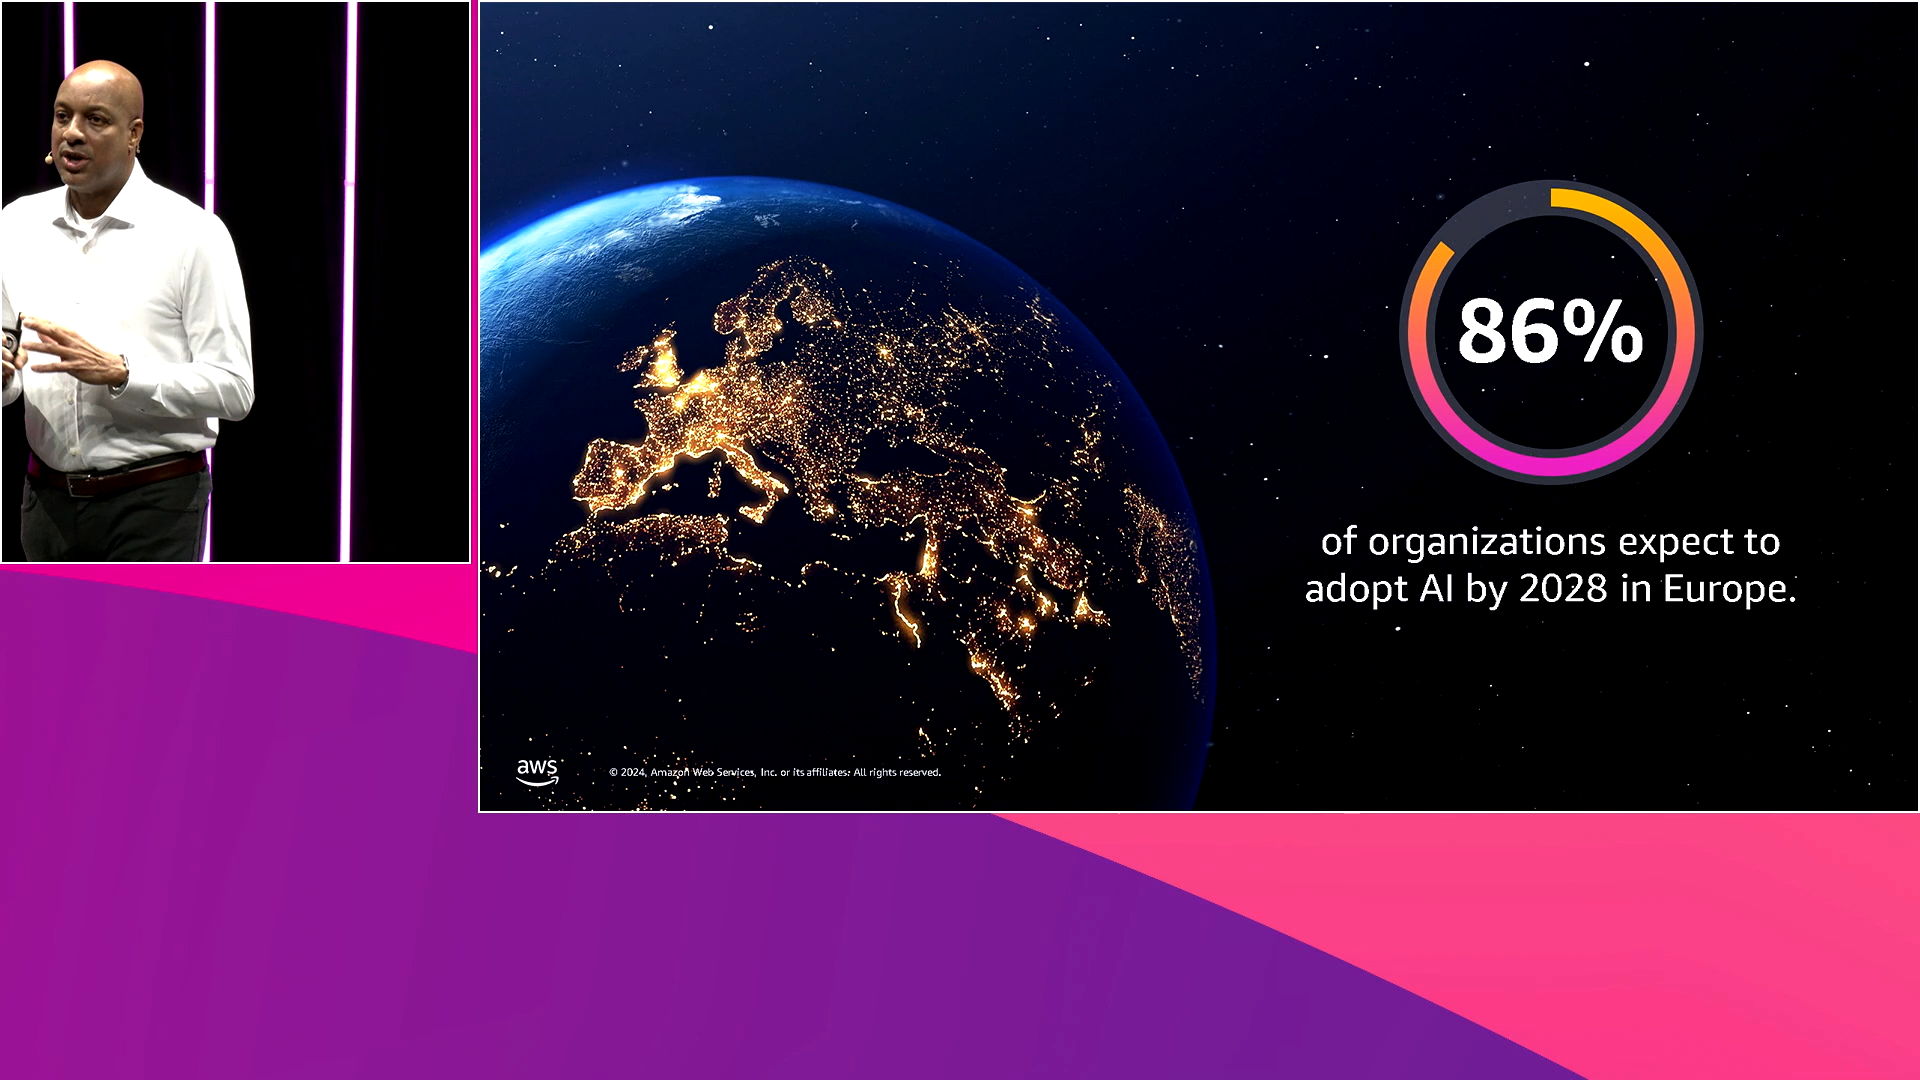 86%
of organizations expect to
adopt AI by 2028 in Europe.
aws
© 2024, Amazon Web Services, Inc. or its affiliates. All rights reserved.